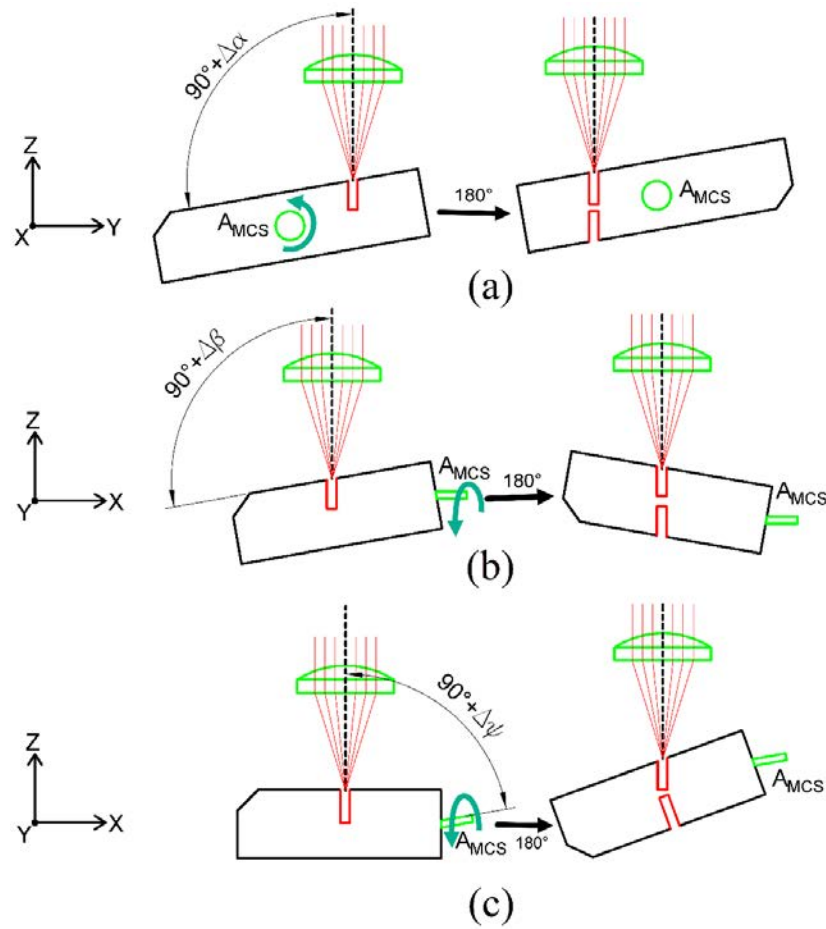 90°+Δα
Z
X
Y
A_MCS
180°
A_MCS
(a)
90°+Δβ
Z
Y
X
A_MCS
180°
A_MCS
(b)
90°+Δψ
Z
Y
X
A_MCS
180°
A_MCS
(c)